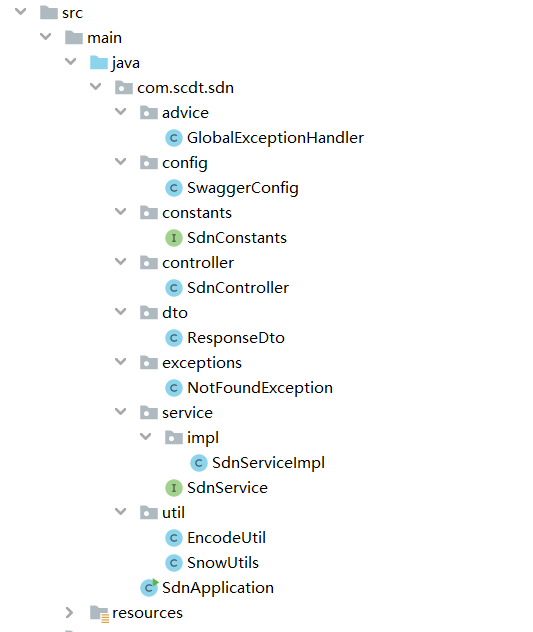 src
main
java
com.scdt.sdn
advice
C GlobalExceptionHandler
config
C SwaggerConfig
constants
I SdnConstants
controller
C SdnController
dto
C ResponseDto
exceptions
C NotFoundException
service
impl
C SdnServiceImpl
I SdnService
util
C EncodeUtil
C SnowUtils
C SdnApplication
resources